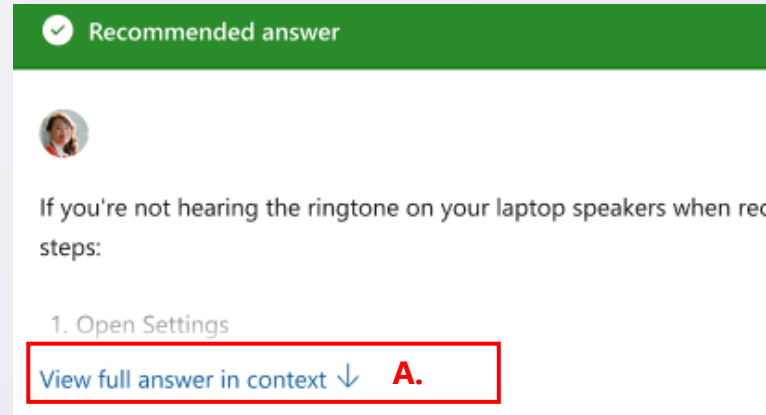 Recommended answer
If you're not hearing the ringtone on your laptop speakers when
steps:
1. Open Settings
View full answer in context ↓ A.